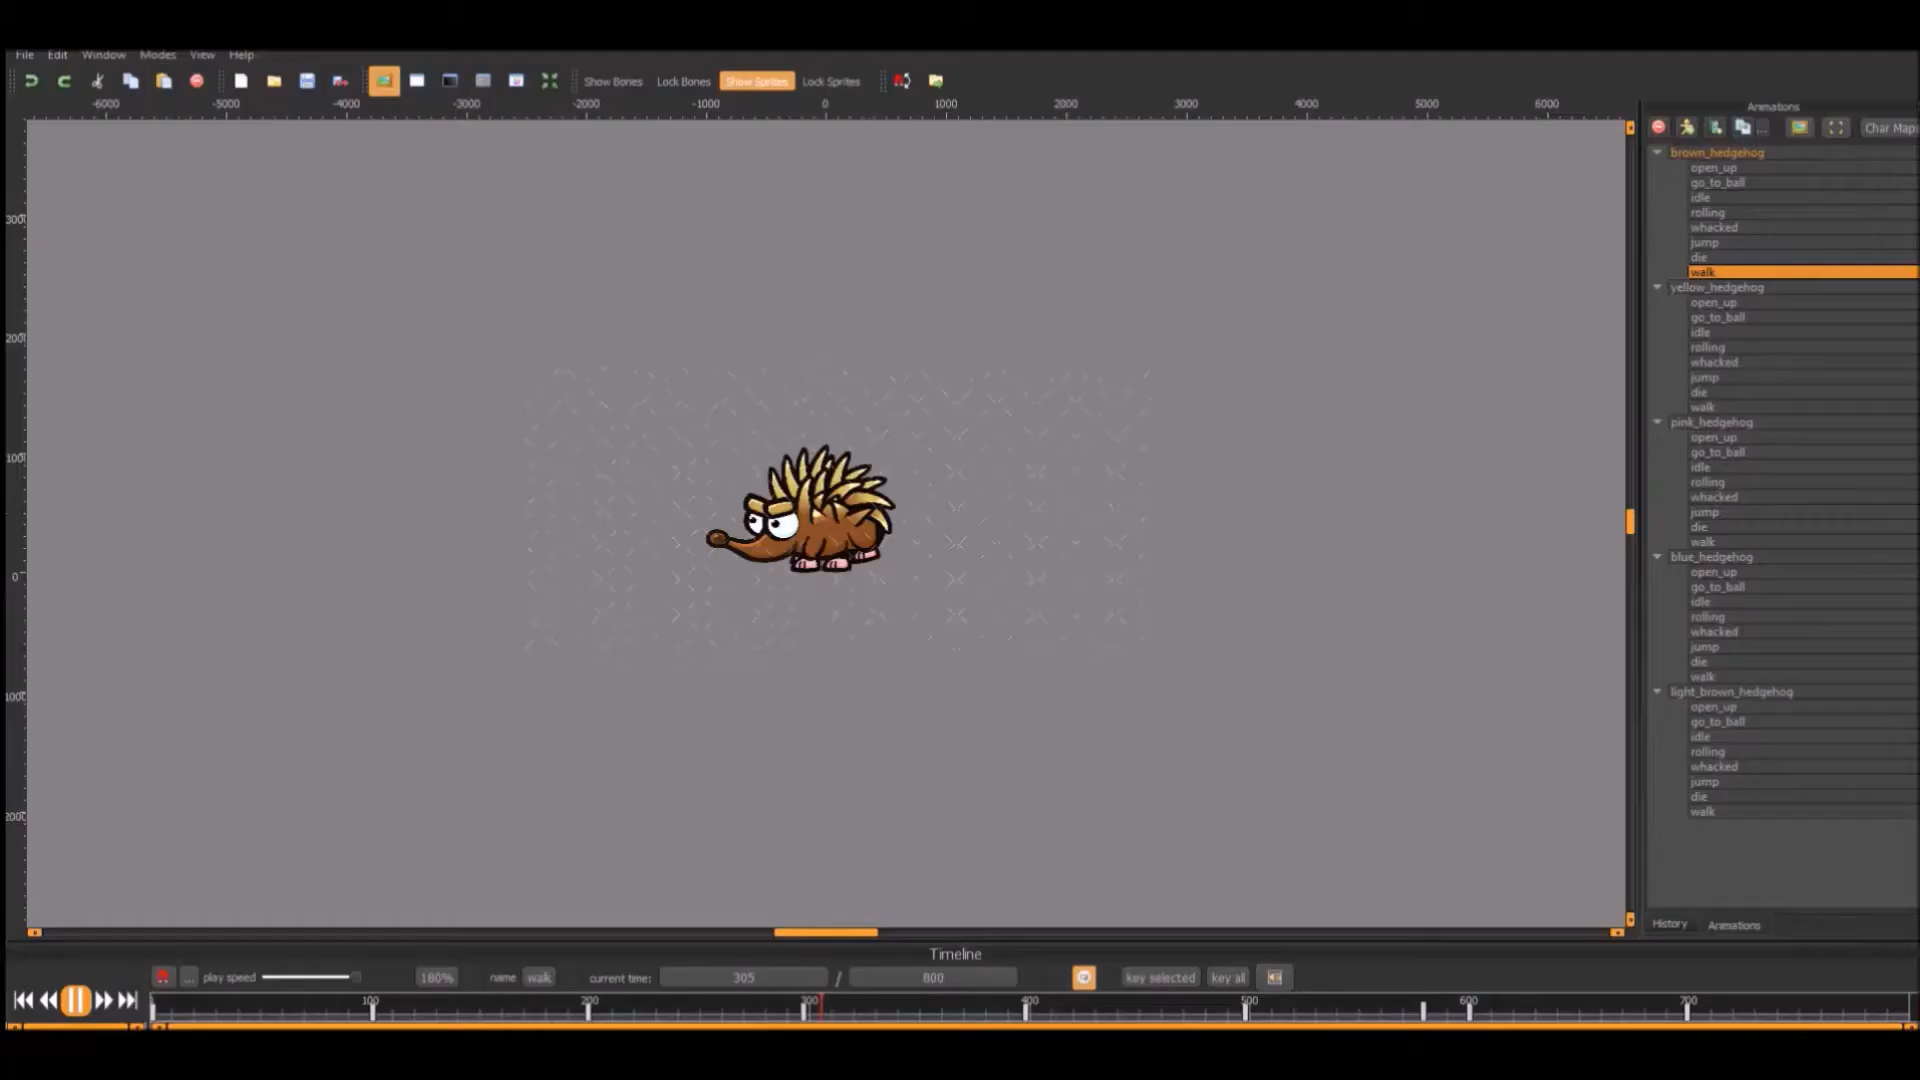 File Edit Window Modes View Help
Show Bones Lock Bones Show Sprites Lock Sprites
-6000 -5000 -4000 -3000 -2000 -1000 0 1000 2000 3000 4000 5000 6000
Animations
... Char Map
brown_hedgehog
open_up
go_to_ball
idle
rolling
whacked
jump
die
walk
yellow_hedgehog
open_up
go_to_ball
idle
rolling
whacked
jump
die
walk
pink_hedgehog
open_up
go_to_ball
idle
rolling
whacked
jump
die
walk
blue_hedgehog
open_up
go_to_ball
idle
rolling
whacked
jump
die
walk
light_brown_hedgehog
open_up
go_to_ball
idle
rolling
whacked
jump
die
walk
History Animations
Timeline
... play speed 180% name walk current time: 305 / 800 key selected key all
100 200 300 400 500 600 700